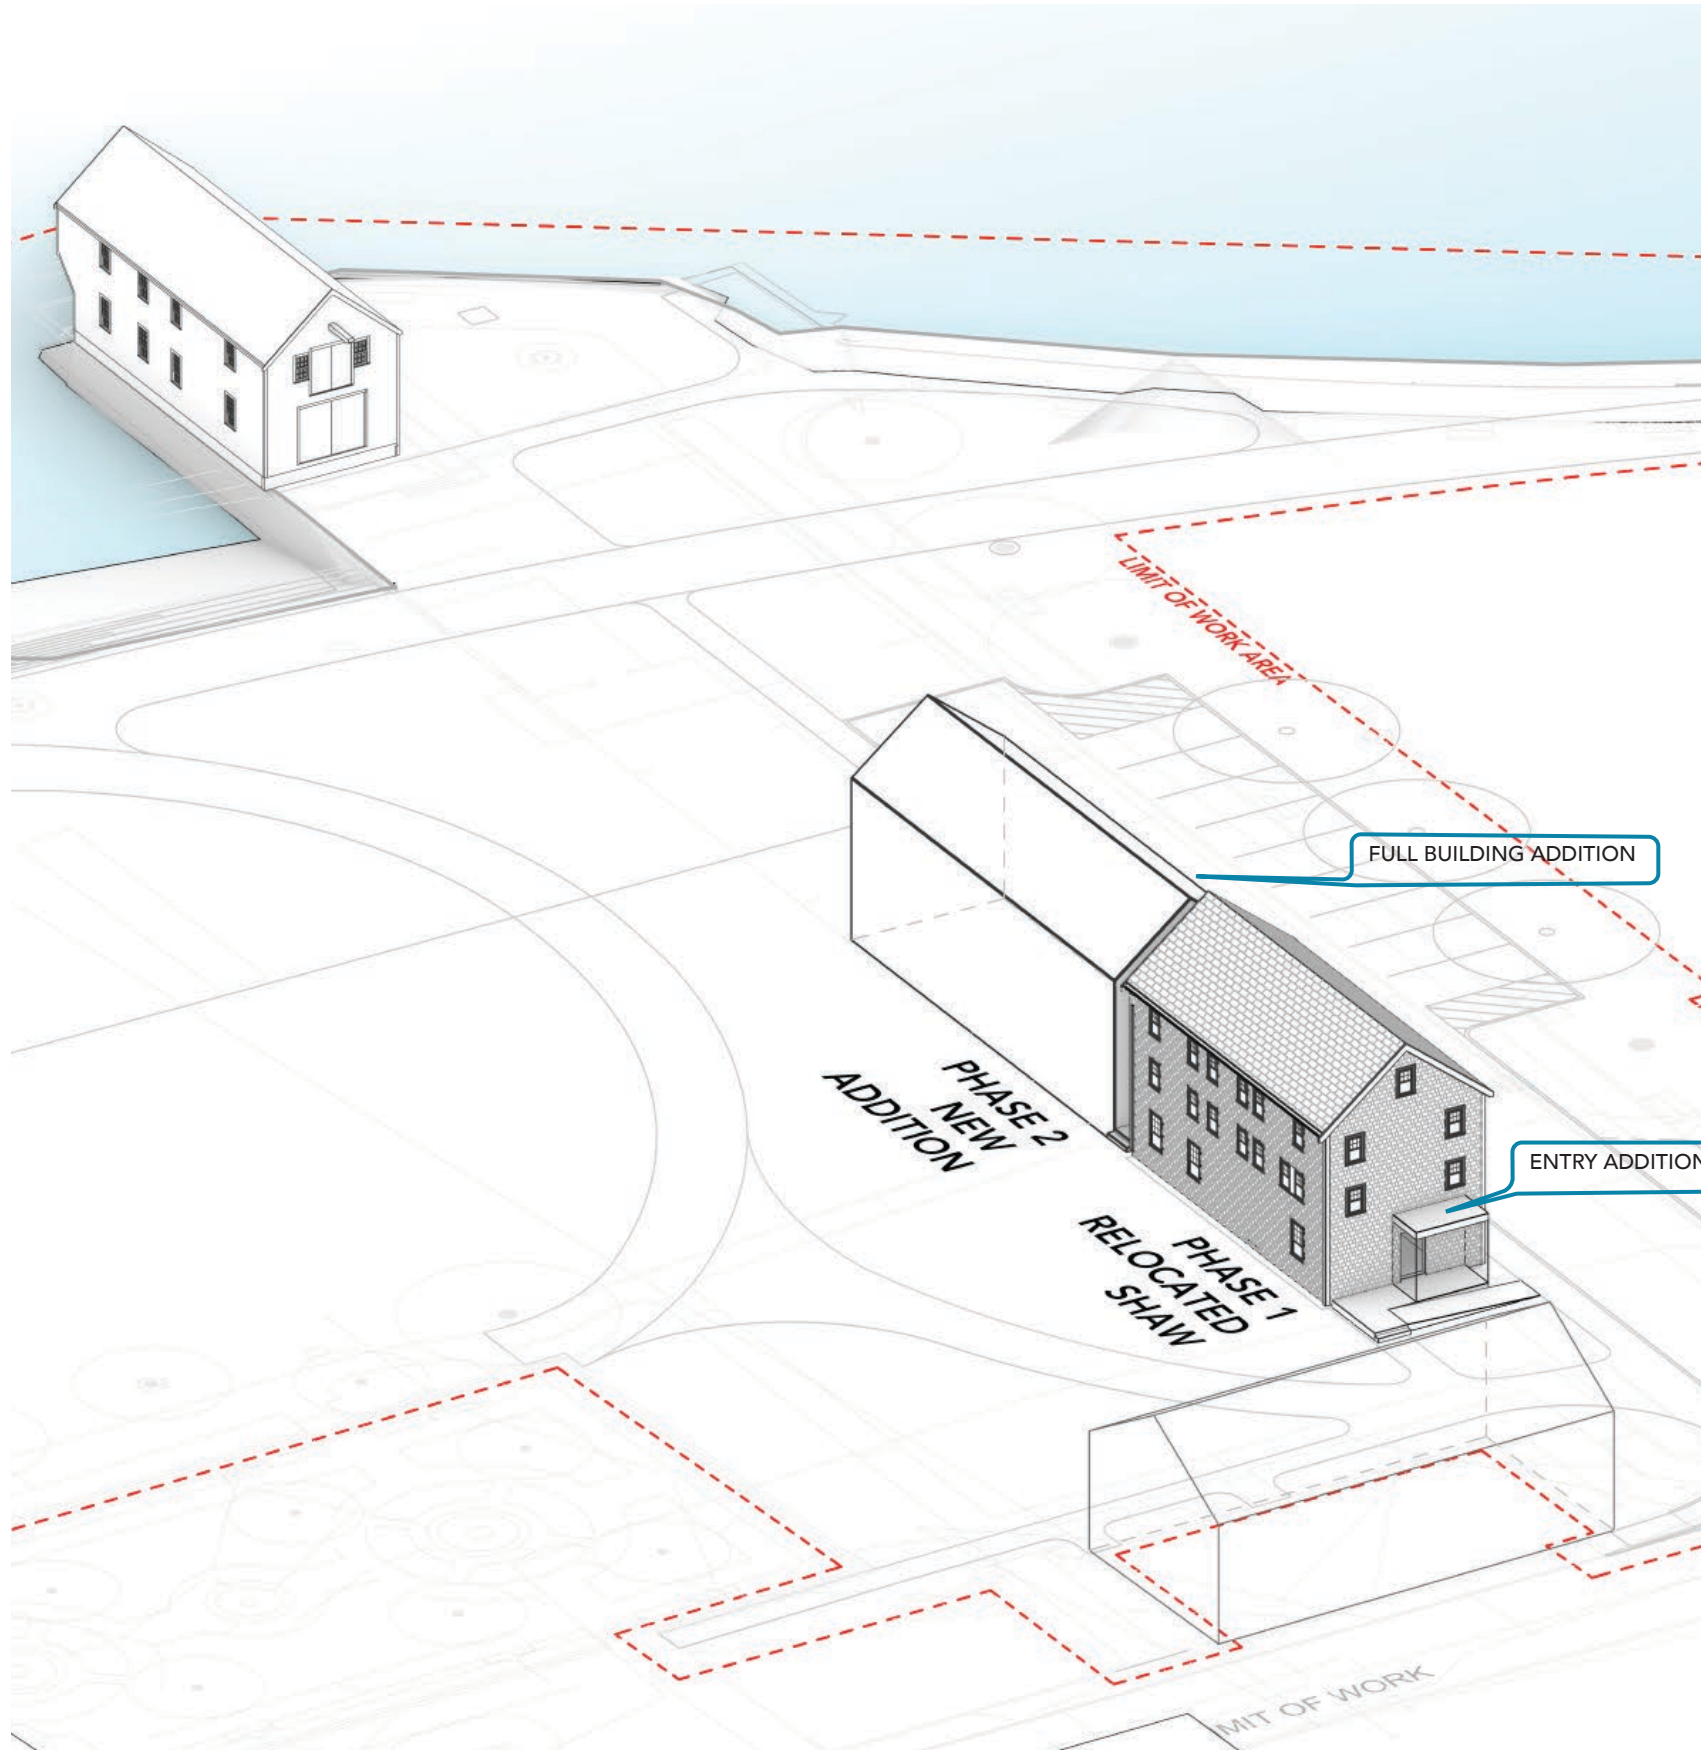 LIMIT OF WORK AREA
FULL BUILDING ADDITION
PHASE 2
NEW
ADDITION
ENTRY ADDITION
PHASE 1
RELOCATED
SHAW
MIT OF WORK